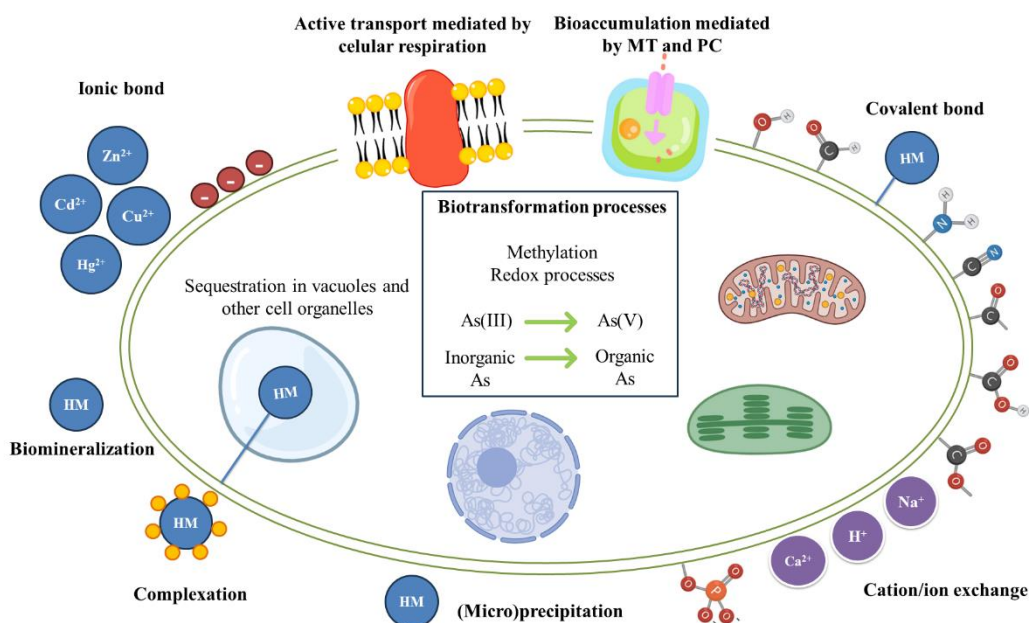 Active transport mediated by
celular respiration
Bioaccumulation mediated
by MT and PC
Ionic bond
Covalent bond
Zn²⁺
Cd²⁺
Cu²⁺
Hg²⁺
-
-
-
O
H
C
O
H
HM
N
H
H
C
N
C
O
C
O
O
H
C
O
O
Biotransformation processes
Methylation
Redox processes
As(III)
As(V)
Inorganic
As
Organic
As
Sequestration in vacuoles and
other cell organelles
HM
HM
Biomineralization
HM
Complexation
HM
(Micro)precipitation
P
O
O
O
Ca²⁺
H⁺
Na⁺
Cation/ion exchange